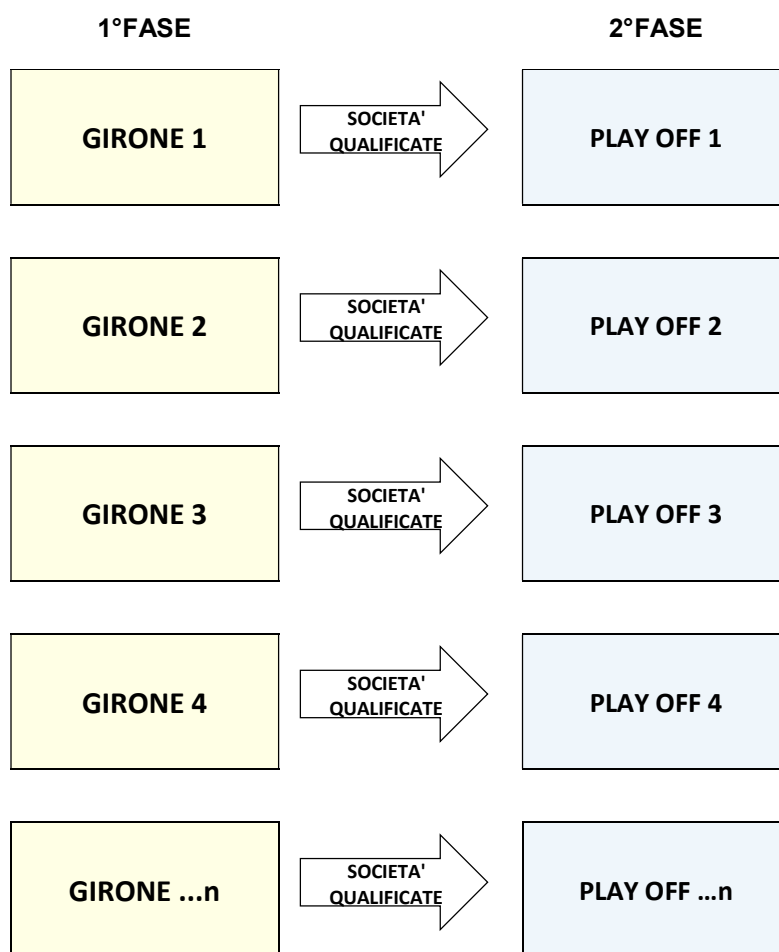 1°FASE 2°FASE
GIRONE 1
SOCIETA'
QUALIFICATE
PLAY OFF 1
GIRONE 2
SOCIETA'
QUALIFICATE
PLAY OFF 2
GIRONE 3
SOCIETA'
QUALIFICATE
PLAY OFF 3
GIRONE 4
SOCIETA'
QUALIFICATE
PLAY OFF 4
GIRONE ...n
SOCIETA'
QUALIFICATE
PLAY OFF ...n